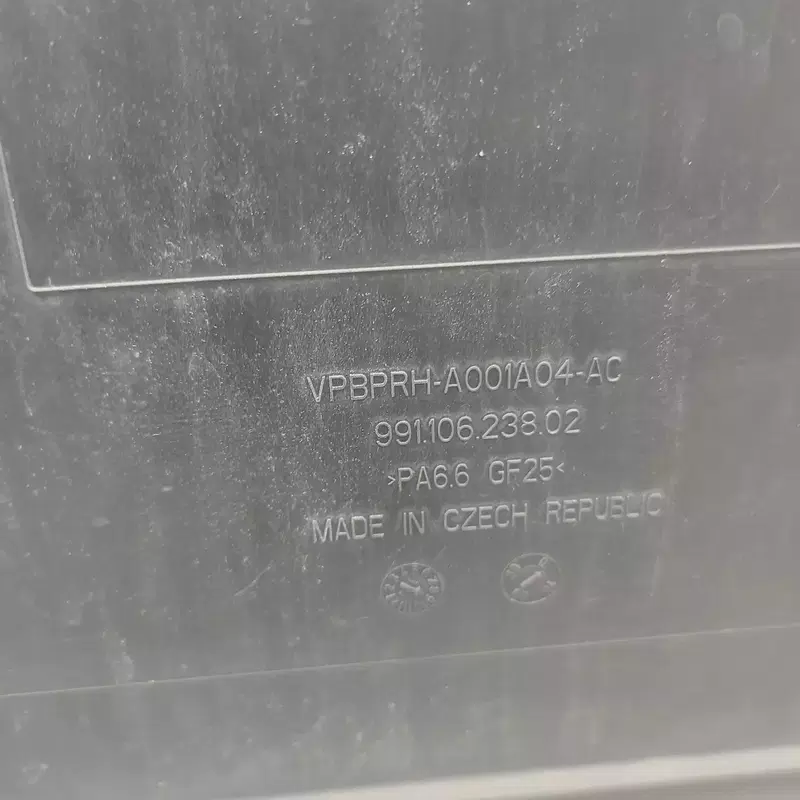 VPBPRH-A001A04-AC
991.106.238.02
>PA6.6 GF25<
MADE IN CZECH REPUBLIC